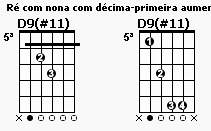 Ré com nona com décima-primeira aumen
D9(#11) D9(#11)
5ª 5ª
2 1
3 2
3 4